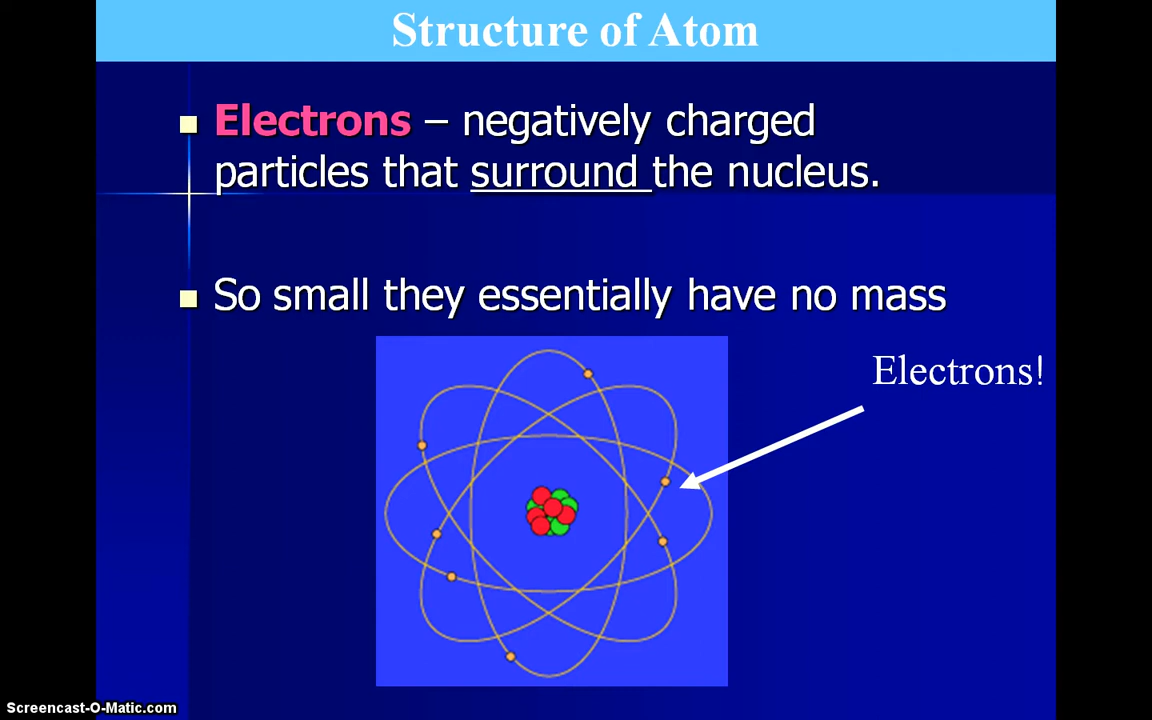 Structure of Atom
Electrons – negatively charged
particles that surround the nucleus.
So small they essentially have no mass
Electrons!
Screencast-O-Matic.com